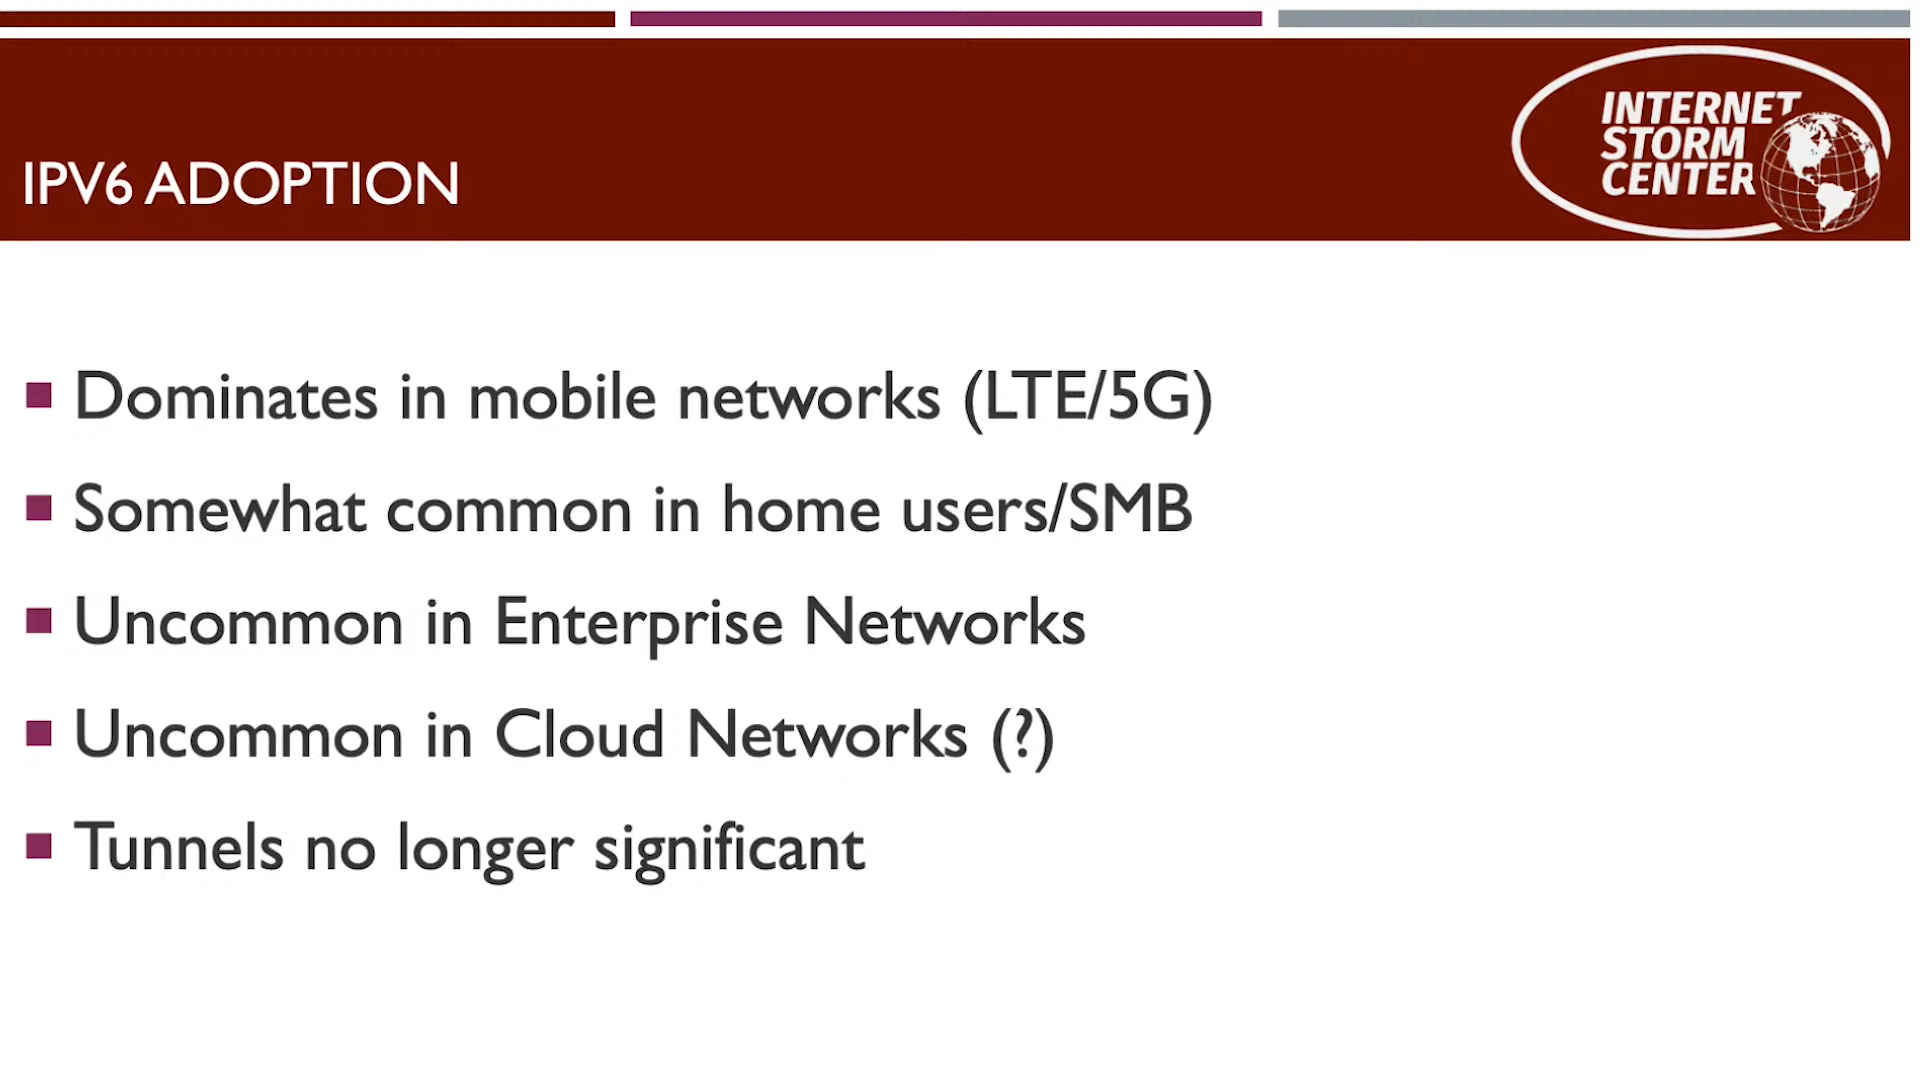 IPV6 ADOPTION
INTERNET
STORM
CENTER
Dominates in mobile networks (LTE/5G)
Somewhat common in home users/SMB
Uncommon in Enterprise Networks
Uncommon in Cloud Networks (?)
Tunnels no longer significant